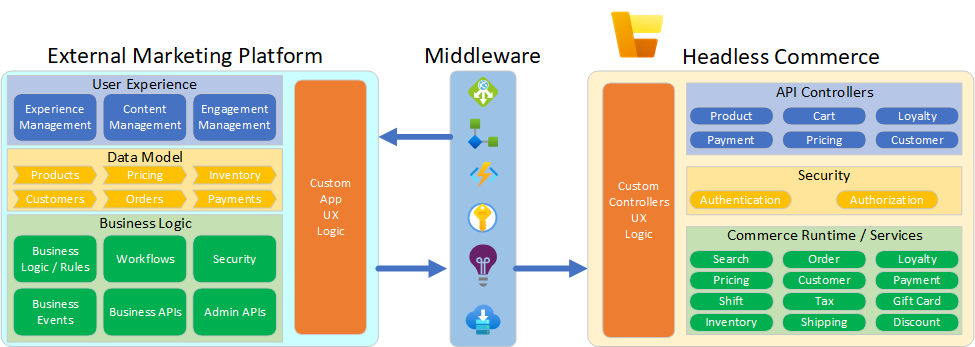 External Marketing Platform
Middleware
Headless Commerce
User Experience
Experience
Management
Content
Management
Engagement
Management
Data Model
Products
Pricing
Inventory
Customers
Orders
Payments
Business Logic
Business
Logic / Rules
Workflows
Security
Business
Events
Business APIs
Admin APIs
Custom
App
UX
Logic
Custom
Controllers
UX
Logic
API Controllers
Product
Cart
Loyalty
Payment
Pricing
Customer
Security
Authentication
Authorization
Commerce Runtime / Services
Search
Order
Loyalty
Pricing
Customer
Payment
Shift
Tax
Gift Card
Inventory
Shipping
Discount